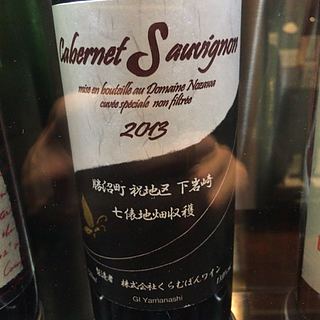 Cabernet Sauvignon
mise en bouteille au Domaine Nozawa
cuvée spéciale non filtrée
2013
勝沼町 祝地区 下岩崎
七俵地畑収穫
製造者 株式会社くらむぼんワイン
GI Yamanashi